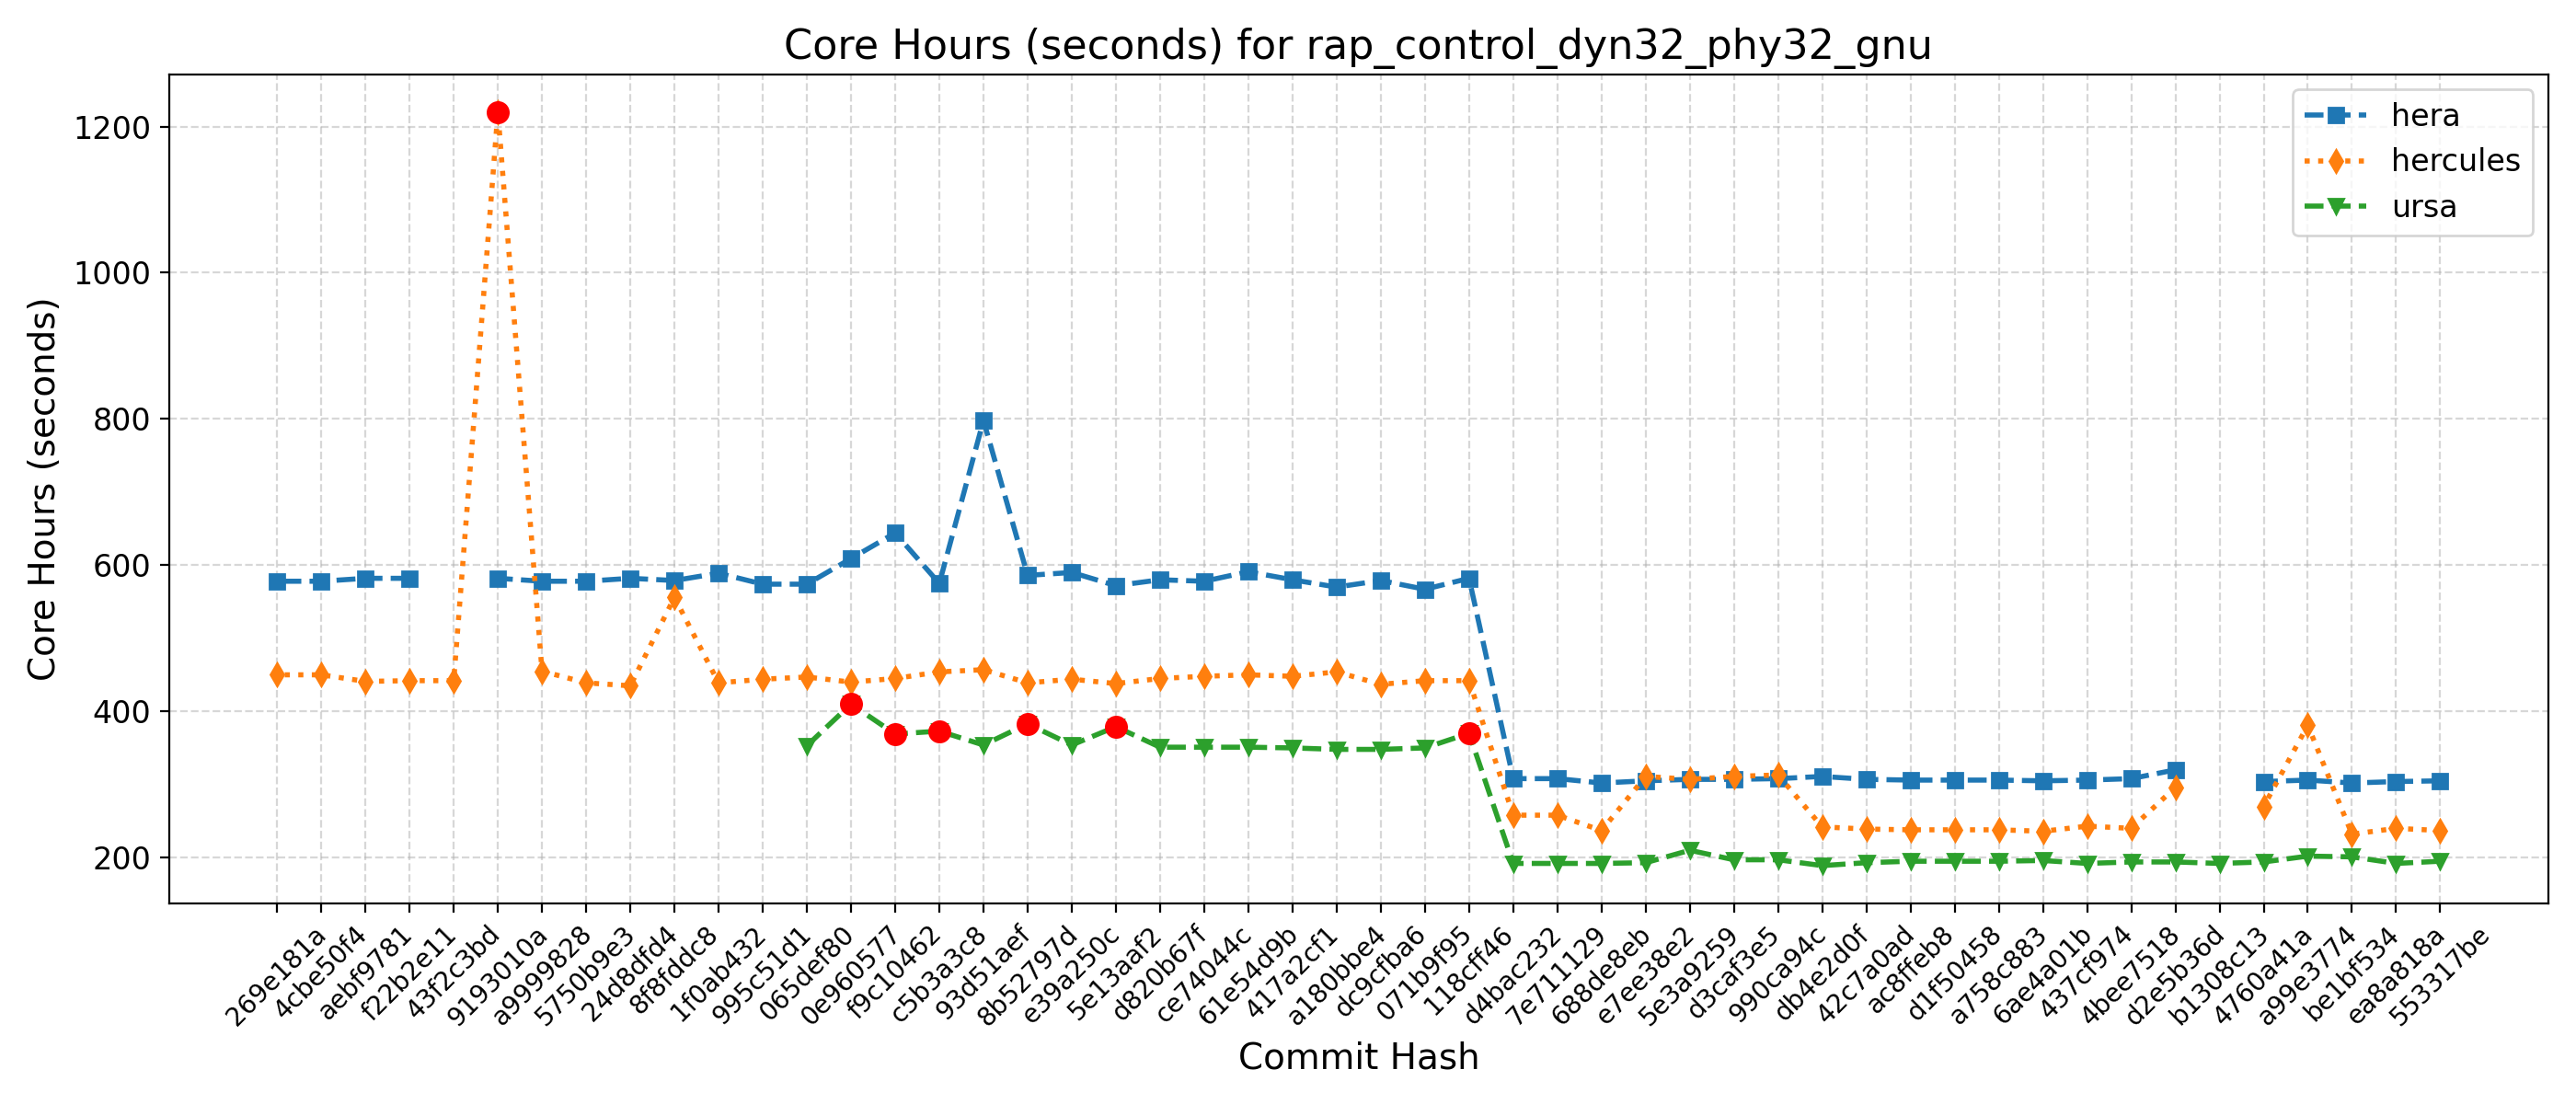 Core Hours (seconds) for rap_control_dyn32_phy32_gnu
hera
hercules
ursa
Core Hours (seconds)
1200
1000
800
600
400
200
269e181a
4cbe50f4
aebf9781
f22b2e11
43f2c3bd
9193010a
a9999828
5750b9e3
24d8dfd4
8f8fddc8
1f0ab432
995c51d1
065def80
0e960577
f9c10462
c5b3a3c8
93d51aef
8b52797d
e39a250c
5e13aaf2
d820b67f
ce74044c
61e54d9b
417a2cf1
a180bbe4
dc9cfba6
071b9f95
118cff46
d4bac232
7e711129
688de8eb
e7ee38e2
5e3a9259
d3caf3e5
990ca94c
db4e2d0f
42c7a0ad
ac8ffeb8
d1f50458
a758c883
6ae4a01b
437cf974
4bee7518
d2e5b36d
b1308c13
4760a41a
a99e3774
be1bf534
ea8a818a
553317be
Commit Hash